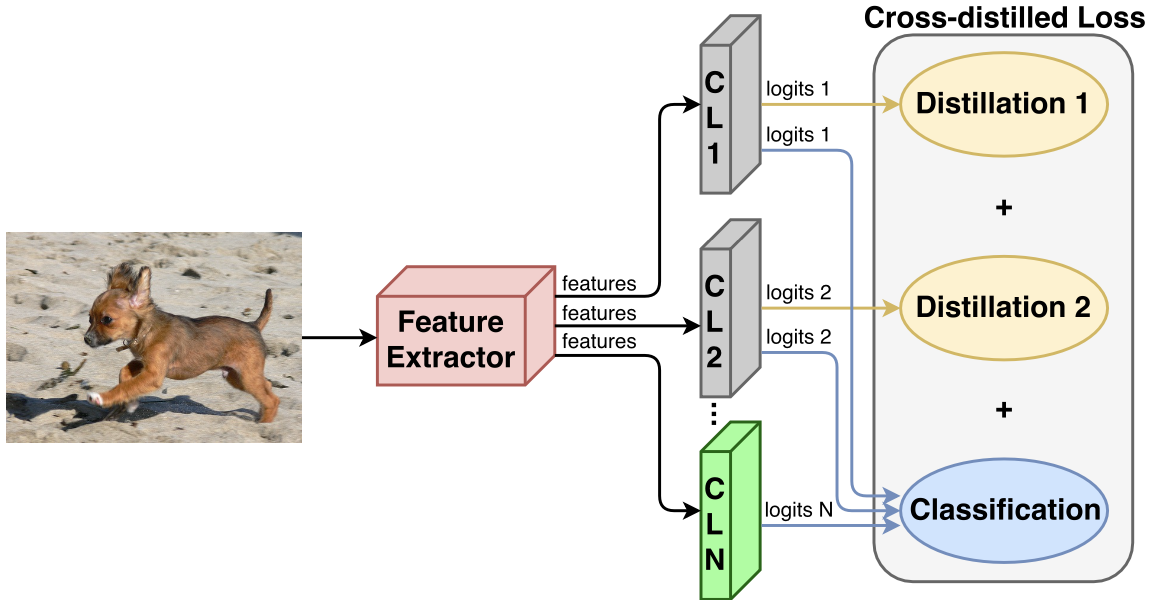 Cross-distilled Loss
C
L
1
logits 1
logits 1
Distillation 1
+
features
features
features
Feature
Extractor
C
L
2
logits 2
logits 2
Distillation 2
+
C
L
N
logits N
Classification